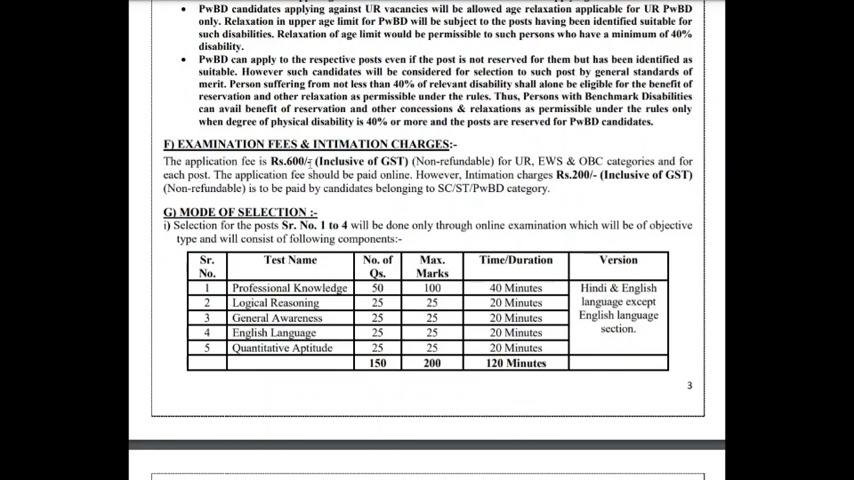 • PwBD candidates applying against UR vacancies will be allowed age relaxation applicable for UR PwBD
only. Relaxation in upper age limit for PwBD will be subject to the posts having been identified suitable for
such disabilities. Relaxation of age limit would be permissible to such persons who have a minimum of 40%
disability.
• PwBD can apply to the respective posts even if the post is not reserved for them but has been identified as
suitable. However such candidates will be considered for selection to such post by general standards of
merit. Person suffering from not less than 40% of relevant disability shall alone be eligible for the benefit of
reservation and other relaxation as permissible under the rules. Thus, Persons with Benchmark Disabilities
can avail benefit of reservation and other concessions & relaxations as permissible under the rules only
when degree of physical disability is 40% or more and the posts are reserved for PwBD candidates.
F) EXAMINATION FEES & INTIMATION CHARGES:-
The application fee is Rs.600/- (Inclusive of GST) (Non-refundable) for UR, EWS & OBC categories and for
each post. The application fee should be paid online. However, Intimation charges Rs.200/- (Inclusive of GST)
(Non-refundable) is to be paid by candidates belonging to SC/ST/PwBD category.
G) MODE OF SELECTION :-
i) Selection for the posts Sr. No. 1 to 4 will be done only through online examination which will be of objective
type and will consist of following components:-
Sr. No. Test Name No. of Qs. Max. Marks Time/Duration Version
1 Professional Knowledge 50 100 40 Minutes Hindi & English
2 Logical Reasoning 25 25 20 Minutes language except
3 General Awareness 25 25 20 Minutes English language
4 English Language 25 25 20 Minutes section.
5 Quantitative Aptitude 25 25 20 Minutes
150 200 120 Minutes
3